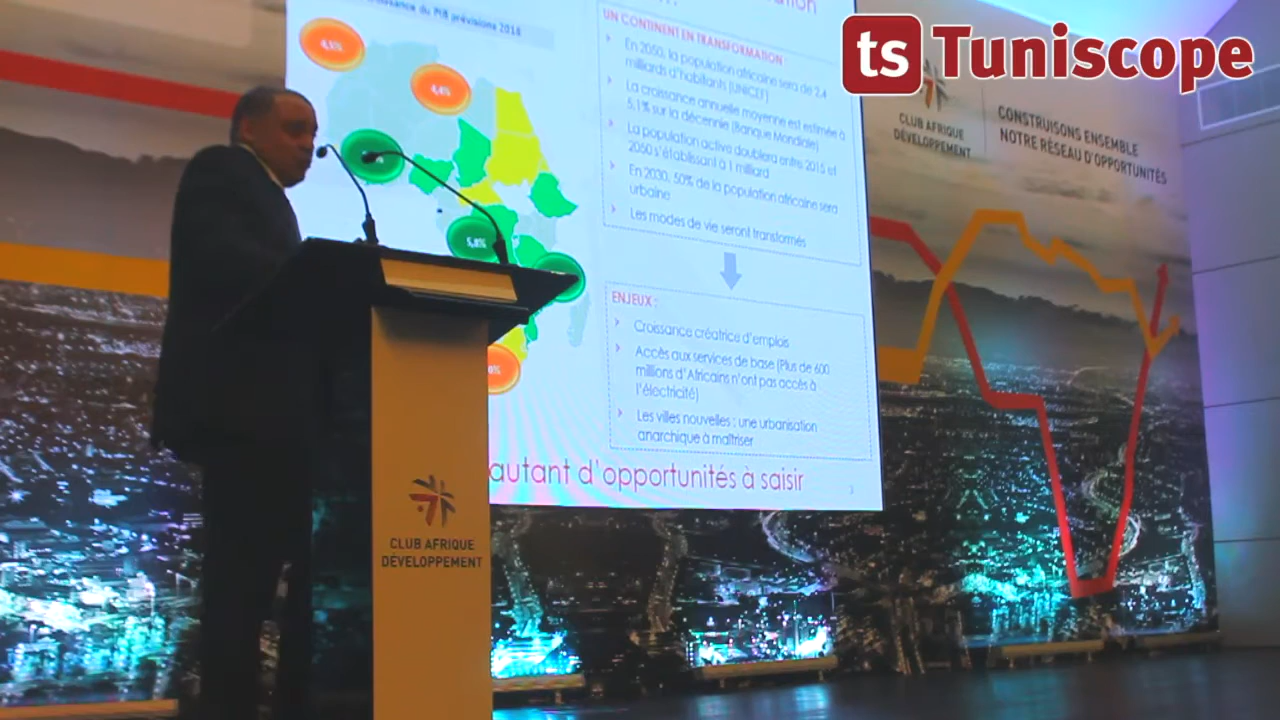 du PIB prévisions 2018
4,4%
5,8%
UN CONTINENT EN TRANSFORMATION :
En 2050, la population africaine sera de 2,4
milliards d'habitants (UNICEF)
La croissance annuelle moyenne est estimée à
5,1% sur la décennie (Banque Mondiale)
La population active doublera entre 2015 et
2050 s'établissant à 1 milliard
En 2030, 50% de la population africaine sera
urbaine
Les modes de vie seront transformés
ENJEUX :
Croissance créatrice d'emplois
Accès aux services de base (Plus de 600
millions d'Africains n'ont pas accès à
l'électricité)
Les villes nouvelles : une urbanisation
anarchique à maîtriser
autant d'opportunités à saisir
ts Tuniscope
CLUB AFRIQUE
DÉVELOPPEMENT
CONSTRUISONS ENSEMBLE
NOTRE RÉSEAU D'OPPORTUNITÉS
CLUB AFRIQUE
DÉVELOPPEMENT